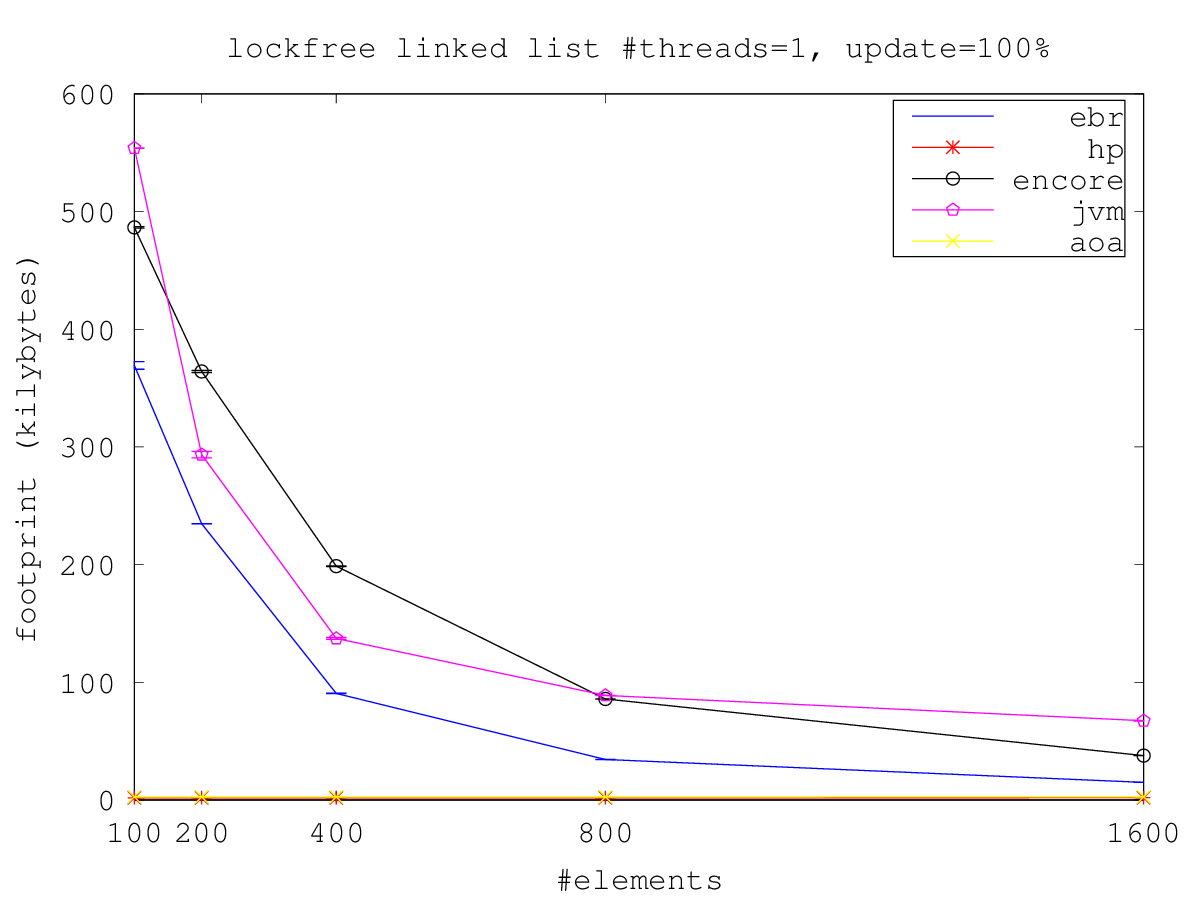 lockfree linked list #threads=1, update=100%
600
500
400
300
200
100
0
footprint (kilybytes)
ebr
hp
encore
jvm
aoa
100 200 400 800 1600
#elements